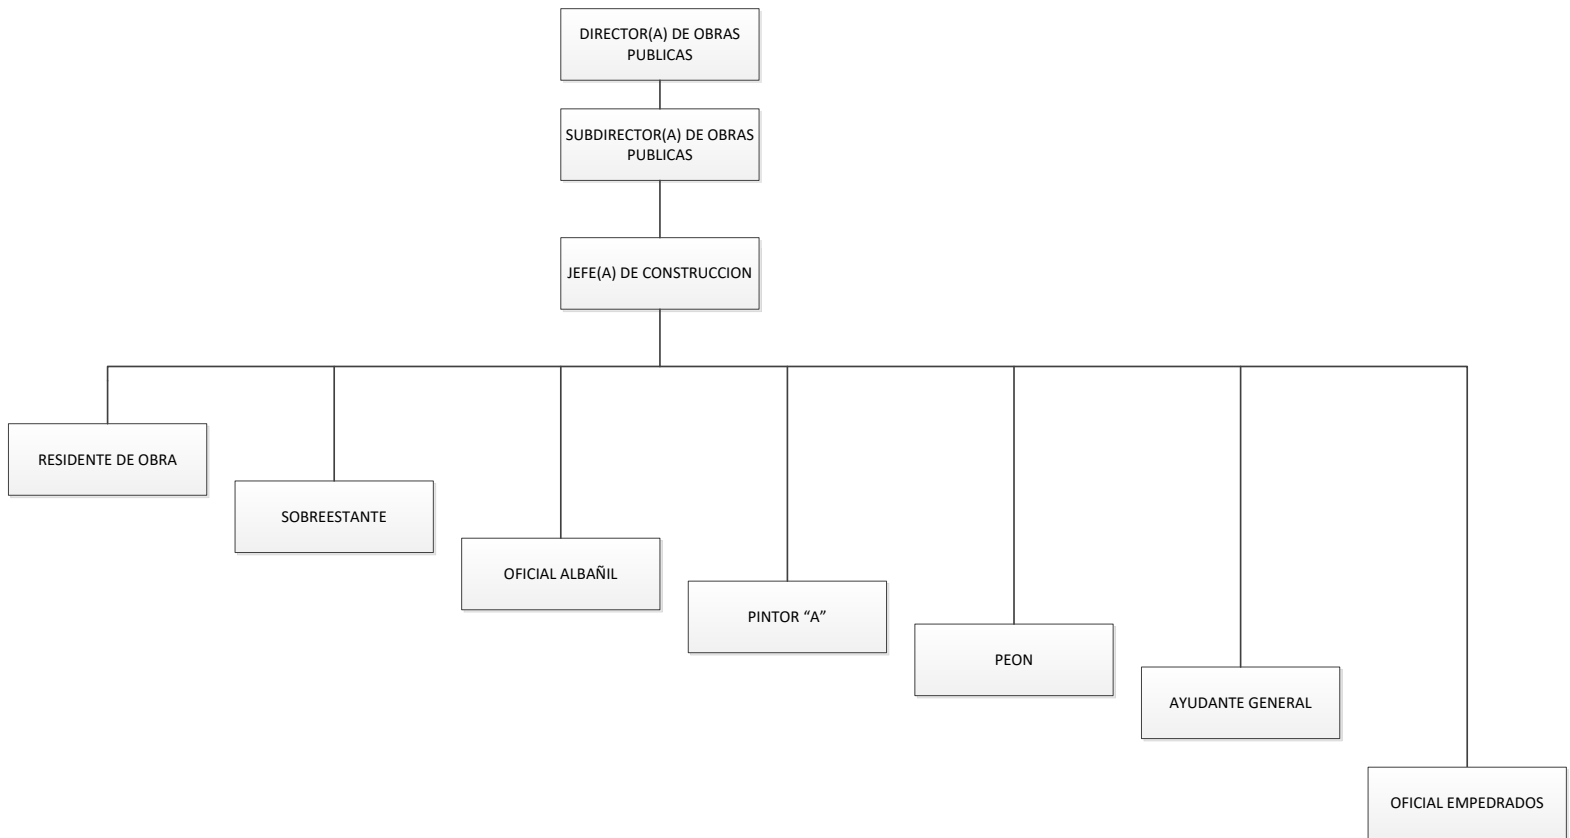 DIRECTOR(A) DE OBRAS
PUBLICAS
SUBDIRECTOR(A) DE OBRAS
PUBLICAS
JEFE(A) DE CONSTRUCCION
RESIDENTE DE OBRA
SOBREESTANTE
OFICIAL ALBAÑIL
PINTOR “A”
PEON
AYUDANTE GENERAL
OFICIAL EMPEDRADOS